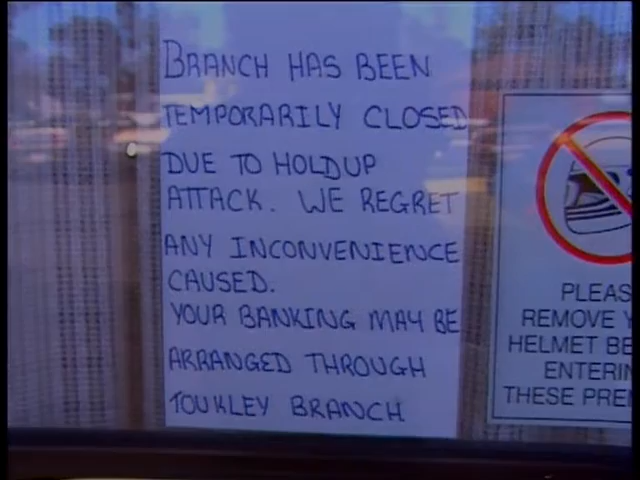 BRANCH HAS BEEN
TEMPORARILY CLOSED
DUE TO HOLDUP
ATTACK. WE REGRET
ANY INCONVENIENCE
CAUSED.
YOUR BANKING MAY BE
ARRANGED THROUGH
TOUKLEY BRANCH
PLEAS
REMOVE Y
HELMET BE
ENTERIN
THESE PRE